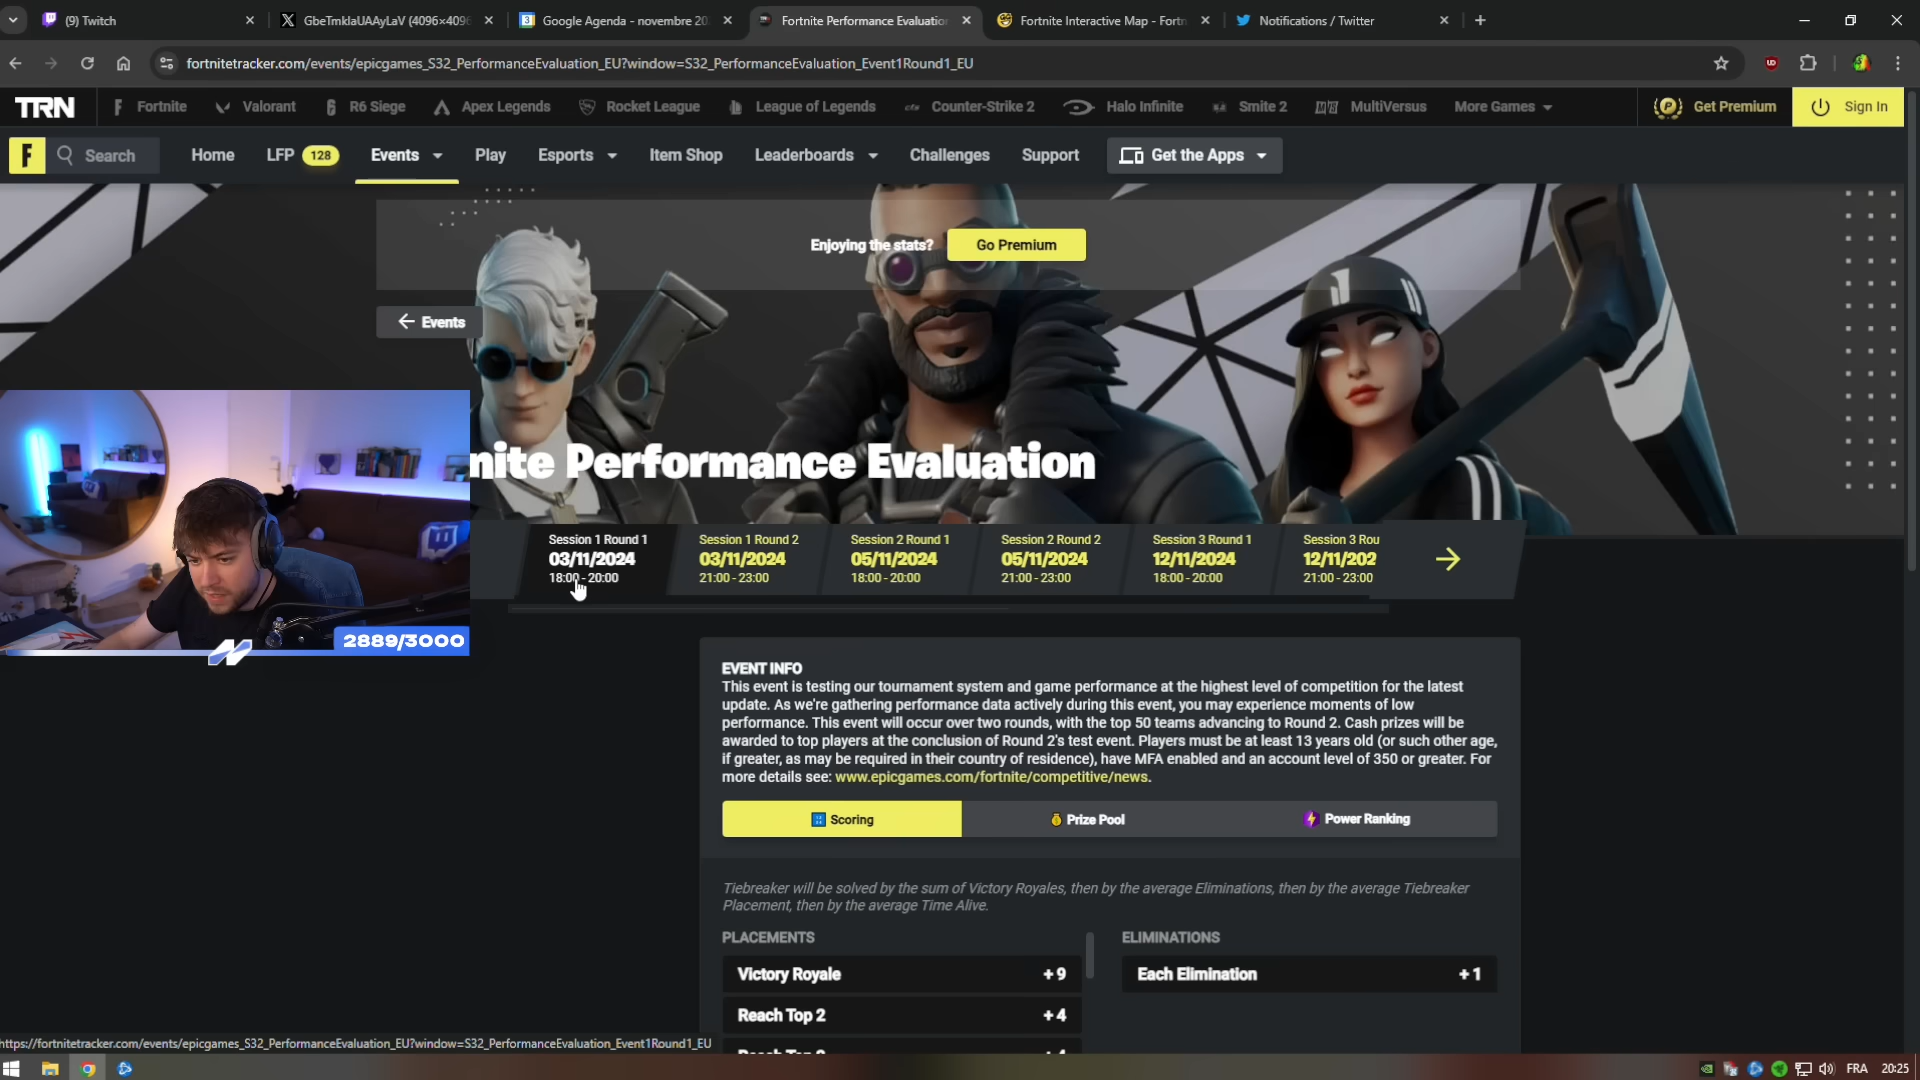 (9) Twitch
GbeTmklaUAAyLaV (4096×4096
Google Agenda - novembre 20
Fortnite Performance Evaluation
Fortnite Interactive Map - Fortn
Notifications / Twitter
fortnitetracker.com/events/epicgames_S32_PerformanceEvaluation_EU?window=S32_PerformanceEvaluation_Event1Round1_EU
TRN
Fortnite
Valorant
R6 Siege
Apex Legends
Rocket League
League of Legends
Counter-Strike 2
Halo Infinite
Smite 2
MultiVersus
More Games
Get Premium
Sign In
F
Search
Home
LFP 128
Events
Play
Esports
Item Shop
Leaderboards
Challenges
Support
Get the Apps
Enjoying the stats?
Go Premium
Events
nite Performance Evaluation
Session 1 Round 1
03/11/2024
18:00 - 20:00
Session 1 Round 2
03/11/2024
21:00 - 23:00
Session 2 Round 1
05/11/2024
18:00 - 20:00
Session 2 Round 2
05/11/2024
21:00 - 23:00
Session 3 Round 1
12/11/2024
18:00 - 20:00
Session 3 Rou
12/11/202
21:00 - 23:00
2889/3000
EVENT INFO
This event is testing our tournament system and game performance at the highest level of competition for the latest
update. As we're gathering performance data actively during this event, you may experience moments of low
performance. This event will occur over two rounds, with the top 50 teams advancing to Round 2. Cash prizes will be
awarded to top players at the conclusion of Round 2's test event. Players must be at least 13 years old (or such other age,
if greater, as may be required in their country of residence), have MFA enabled and an account level of 350 or greater. For
more details see: www.epicgames.com/fortnite/competitive/news.
Scoring
Prize Pool
Power Ranking
Tiebreaker will be solved by the sum of Victory Royales, then by the average Eliminations, then by the average Tiebreaker
Placement, then by the average Time Alive.
PLACEMENTS
ELIMINATIONS
Victory Royale +9
Each Elimination +1
Reach Top 2 +4
https://fortnitetracker.com/events/epicgames_S32_PerformanceEvaluation_EU?window=S32_PerformanceEvaluation_Event1Round1_EU
FRA 20:25